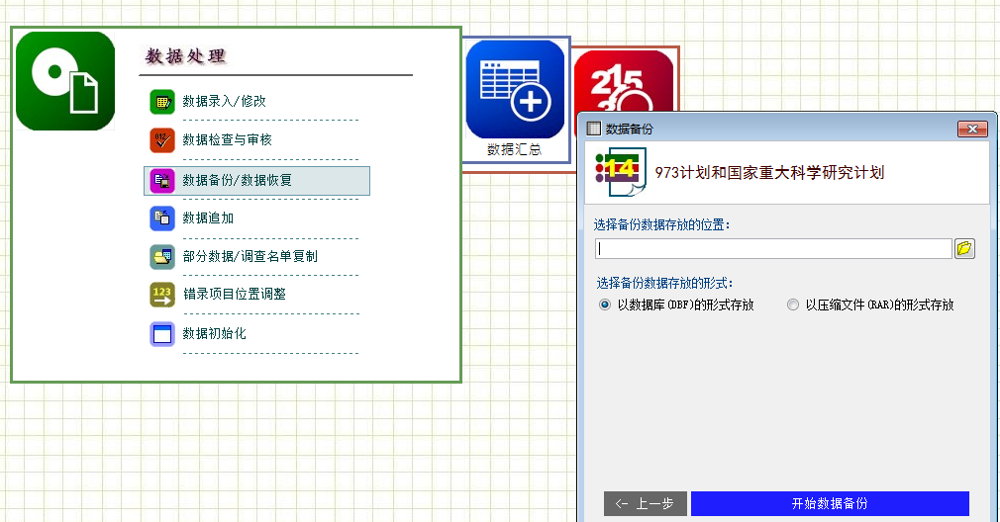 数据处理
数据录入/修改
012
数据检查与审核
数据备份/数据恢复
数据追加
部分数据/调查名单复制
123
错录项目位置调整
数据初始化
数据汇总
215
数据备份
14
973计划和国家重大科学研究计划
选择备份数据存放的位置:
选择备份数据存放的形式:
以数据库(DBF)的形式存放
以压缩文件(RAR)的形式存放
<- 上一步
开始数据备份